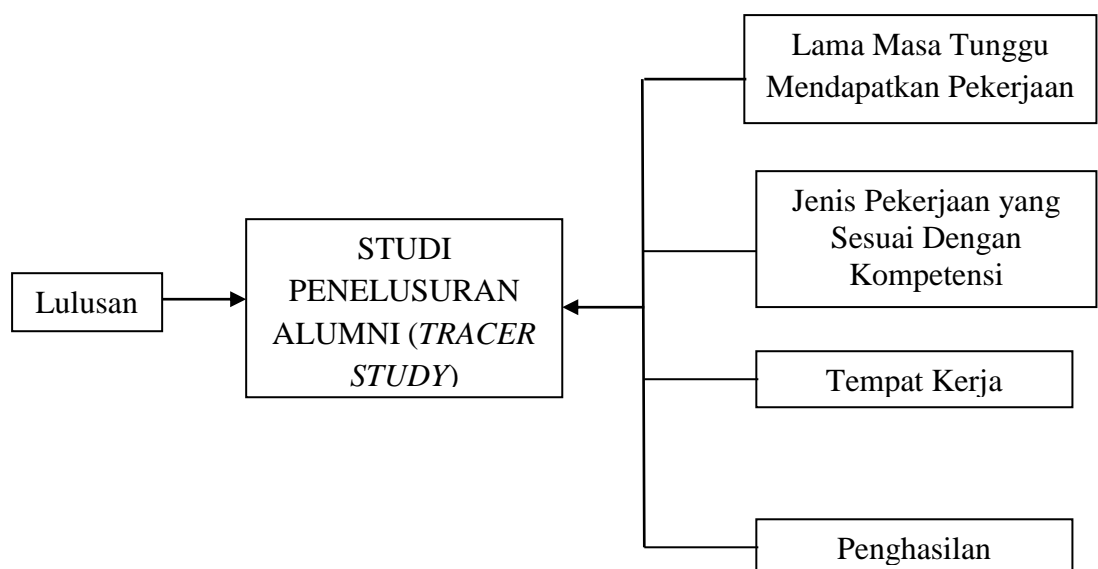 Lama Masa Tunggu
Mendapatkan Pekerjaan
Jenis Pekerjaan yang
Sesuai Dengan
Kompetensi
STUDI
PENELUSURAN
ALUMNI (TRACER
STUDY)
Lulusan
Tempat Kerja
Penghasilan